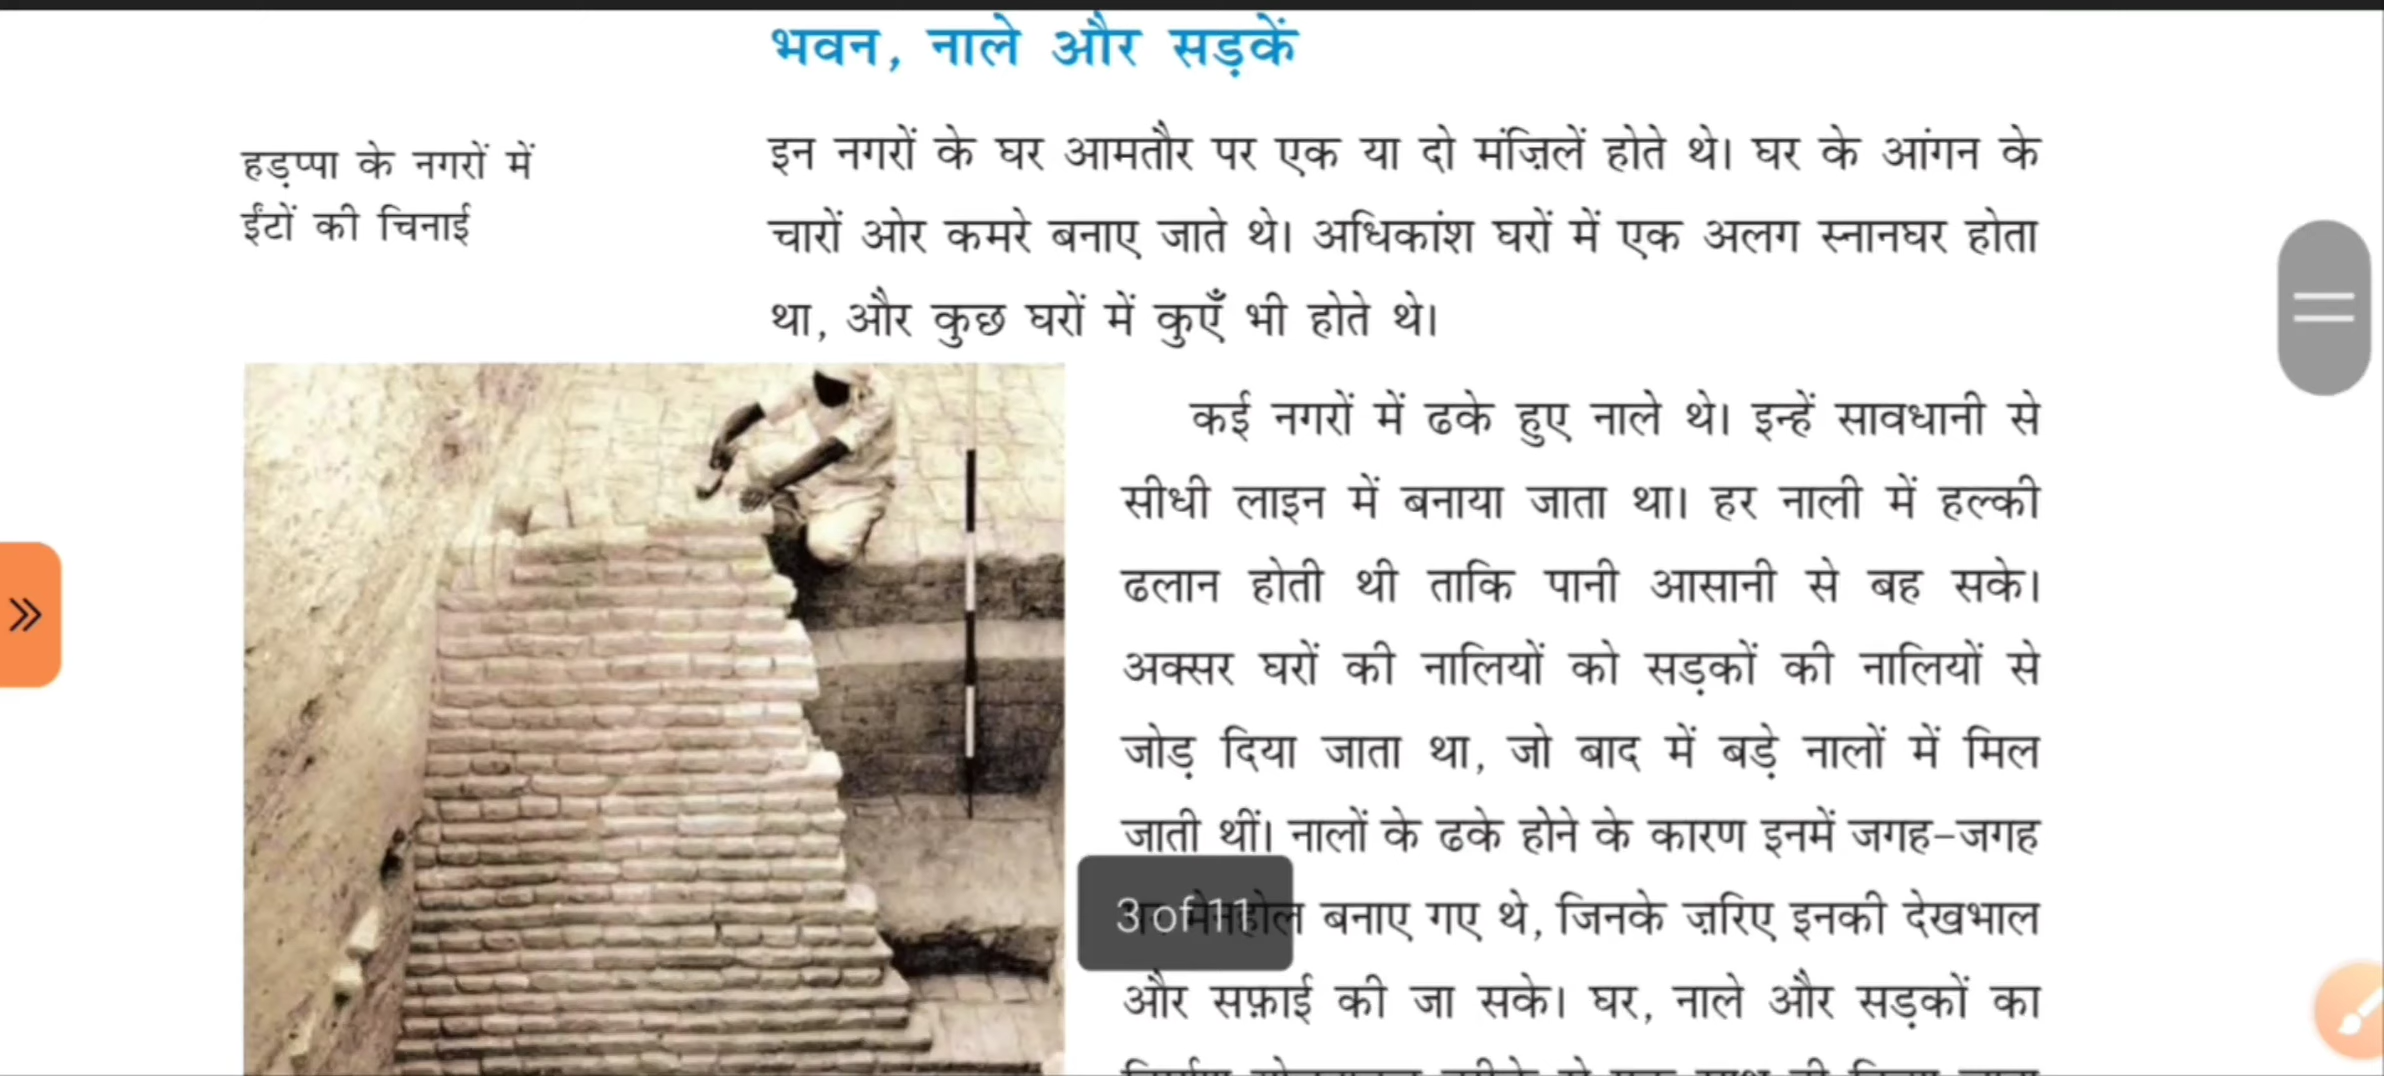 भवन, नाले और सड़कें
हड़प्पा के नगरों में
ईंटों की चिनाई
इन नगरों के घर आमतौर पर एक या दो मंज़िलें होते थे। घर के आंगन के
चारों ओर कमरे बनाए जाते थे। अधिकांश घरों में एक अलग स्नानघर होता
था, और कुछ घरों में कुएँ भी होते थे।
कई नगरों में ढके हुए नाले थे। इन्हें सावधानी से
सीधी लाइन में बनाया जाता था। हर नाली में हल्की
ढलान होती थी ताकि पानी आसानी से बह सके।
अक्सर घरों की नालियों को सड़कों की नालियों से
जोड़ दिया जाता था, जो बाद में बड़े नालों में मिल
जाती थीं। नालों के ढके होने के कारण इनमें जगह-जगह
मेनहोल बनाए गए थे, जिनके ज़रिए इनकी देखभाल
3 of 11
और सफ़ाई की जा सके। घर, नाले और सड़कों का